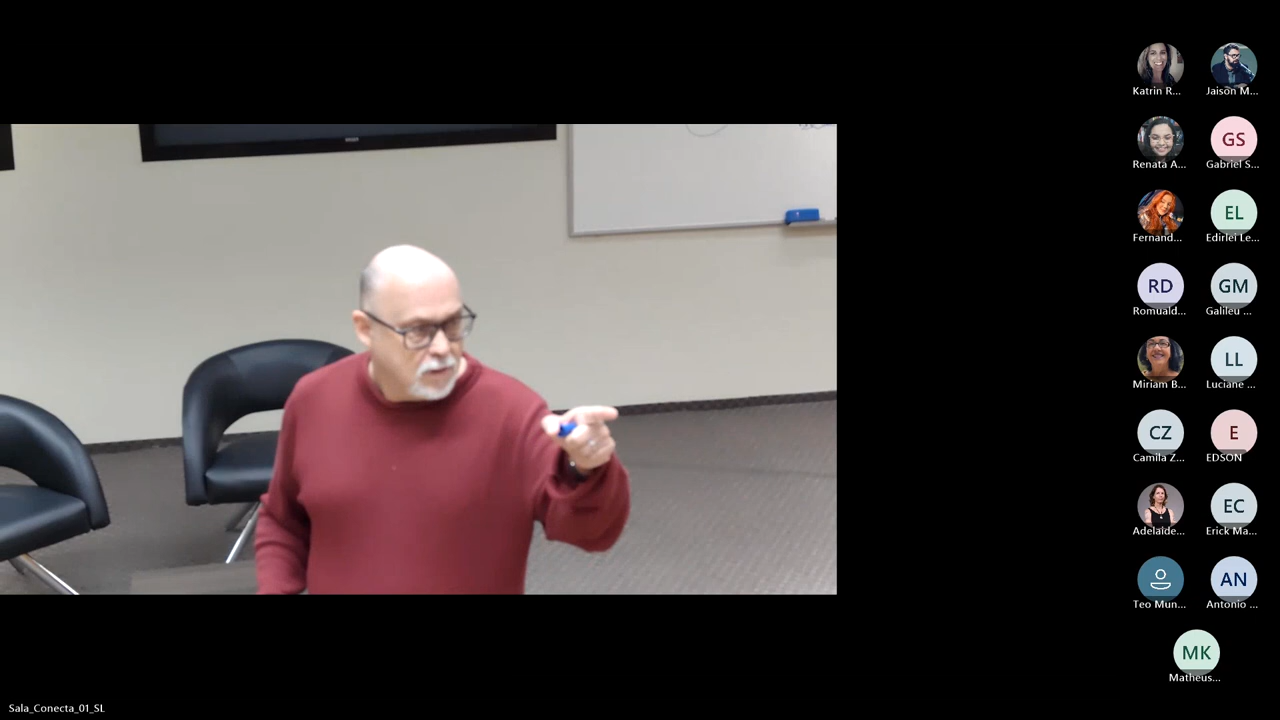 Katrin R...
Jaison M...
Renata A...
GS
Gabriel S...
Fernand...
EL
Edirlei Le...
RD
Romuald...
GM
Galileu ...
Miriam B...
LL
Luciane ...
CZ
Camila Z...
E
EDSON
Adelaide...
EC
Erick Ma...
Teo Mun...
AN
Antonio ...
MK
Matheus...
Sala_Conecta_01_SL